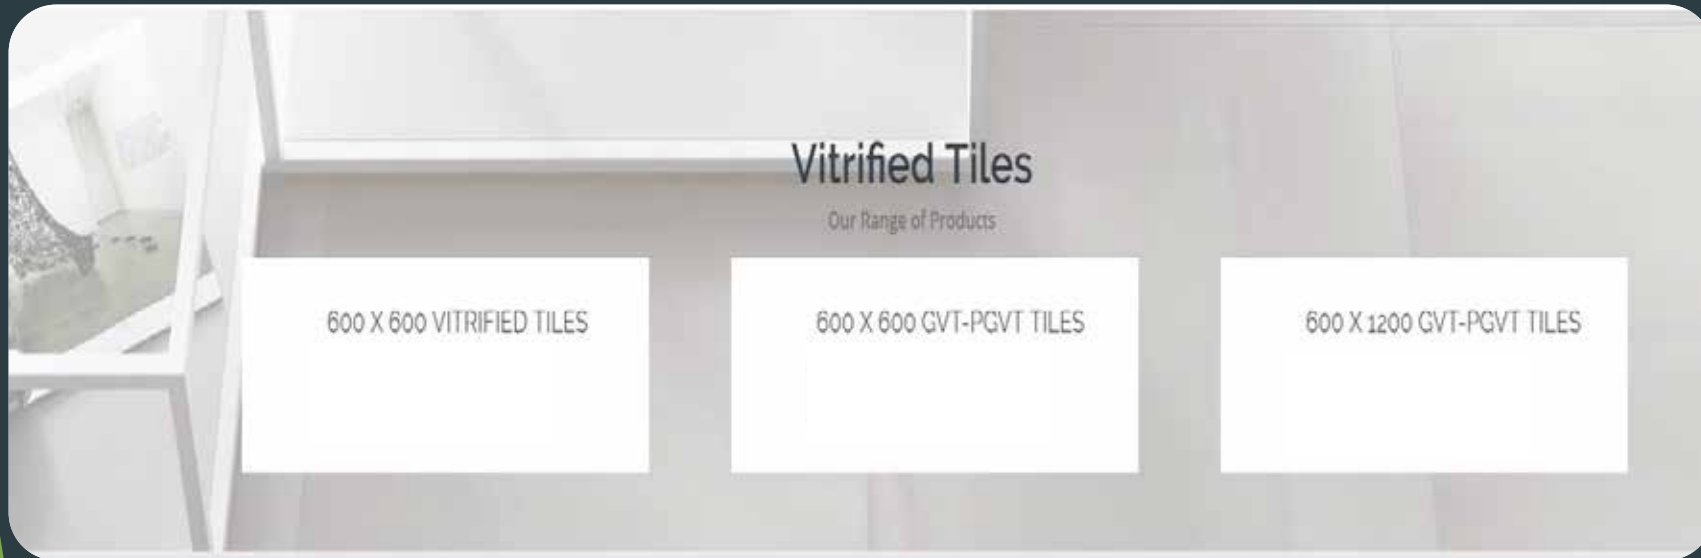 Vitrified Tiles
Our Range of Products
600 X 600 VITRIFIED TILES
600 X 600 GVT-PGVT TILES
600 X 1200 GVT-PGVT TILES